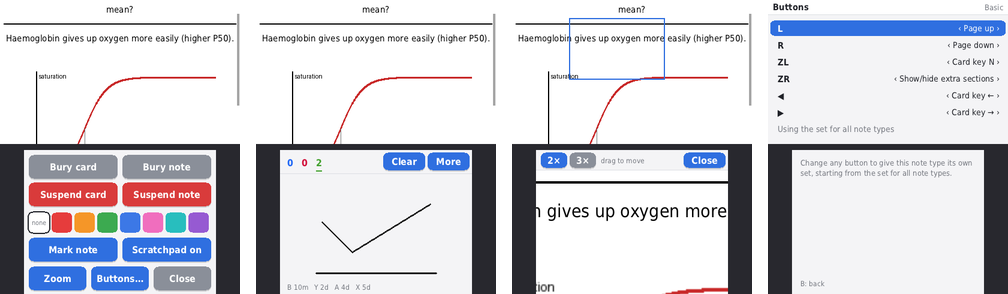 mean?
Haemoglobin gives up oxygen more easily (higher P50).
saturation
Bury card
Bury note
Suspend card
Suspend note
none
Mark note
Scratchpad on
Zoom
Buttons...
Close
mean?
Haemoglobin gives up oxygen more easily (higher P50).
saturation
0 0 2
Clear
More
B 10m Y 2d A 4d X 5d
mean?
Haemoglobin gives up oxygen more easily (higher P50).
saturation
2×
3×
drag to move
Close
n gives up oxygen more
tion
Buttons
Basic
L ‹ Page up ›
R ‹ Page down ›
ZL ‹ Card key N ›
ZR ‹ Show/hide extra sections ›
◀ ‹ Card key ← ›
▶ ‹ Card key → ›
Using the set for all note types
Change any button to give this note type its own
set, starting from the set for all note types.
B: back